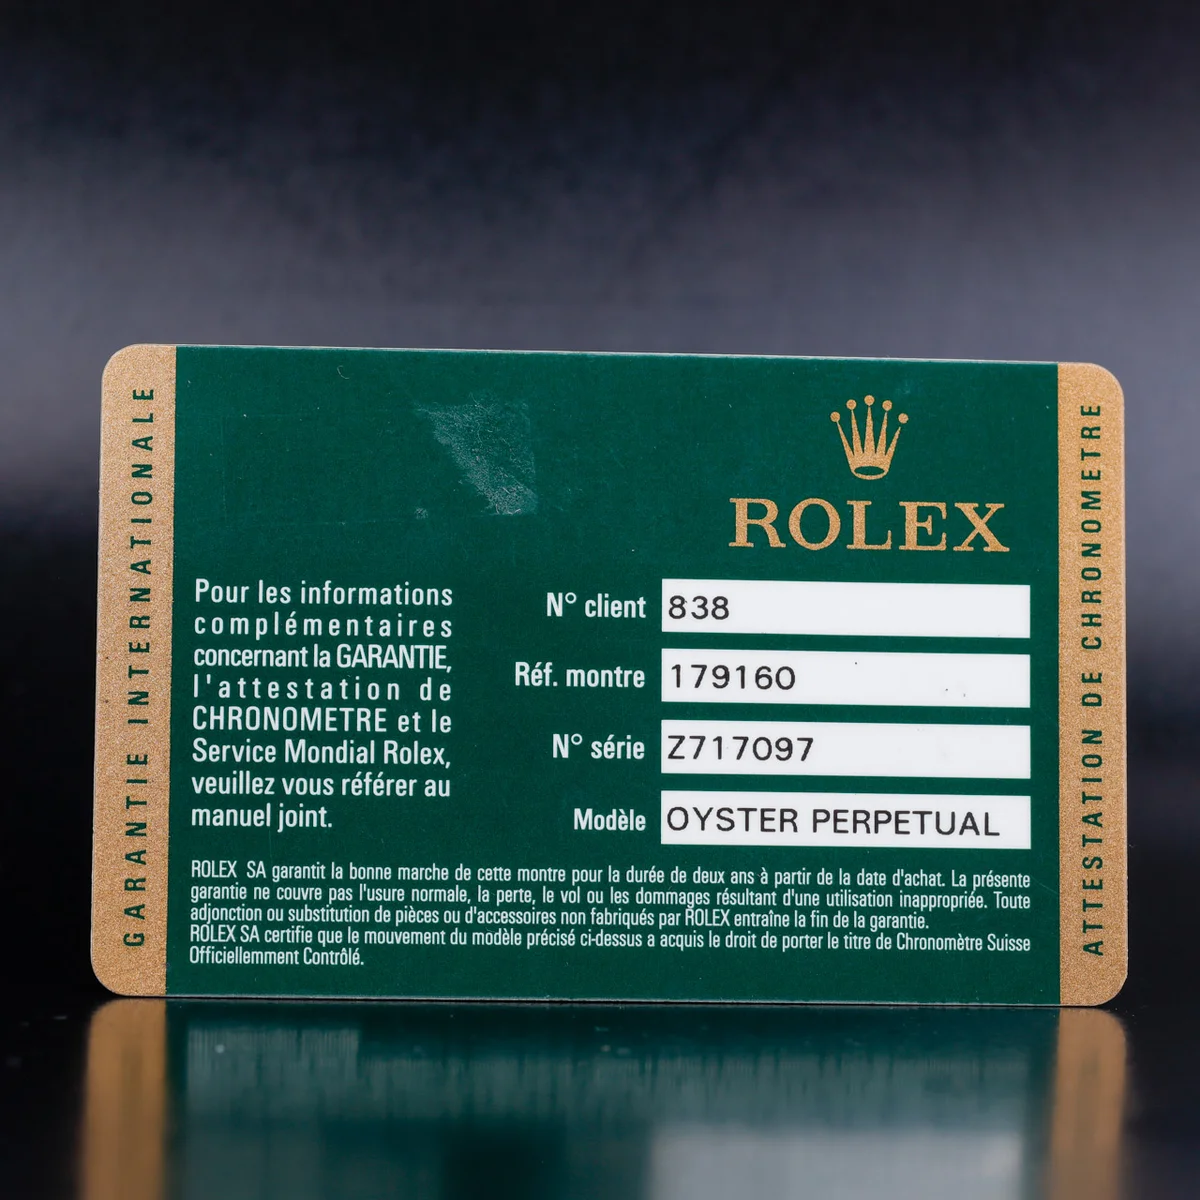 GARANTIE INTERNATIONALE
ROLEX
Pour les informations
complémentaires
concernant la GARANTIE,
l'attestation de
CHRONOMETRE et le
Service Mondial Rolex,
veuillez vous référer au
manuel joint.
N° client 838
Réf. montre 179160
N° série Z717097
Modèle OYSTER PERPETUAL
ROLEX SA garantit la bonne marche de cette montre pour la durée de deux ans à partir de la date d'achat. La présente
garantie ne couvre pas l'usure normale, la perte, le vol ou les dommages résultant d'une utilisation inappropriée. Toute
adjonction ou substitution de pièces ou d'accessoires non fabriqués par ROLEX entraîne la fin de la garantie.
ROLEX SA certifie que le mouvement du modèle précisé ci-dessus a acquis le droit de porter le titre de Chronomètre Suisse
Officiellemment Contrôlé.
ATTESTATION DE CHRONOMETRE